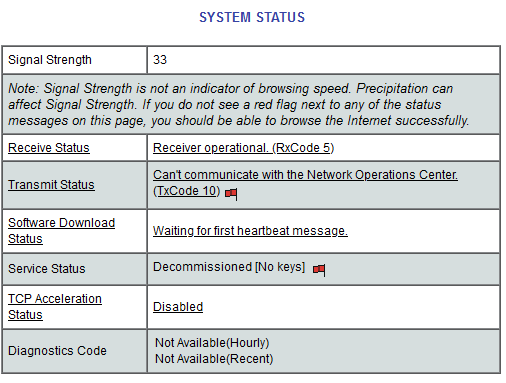 SYSTEM STATUS
Signal Strength 33
Note: Signal Strength is not an indicator of browsing speed. Precipitation can
affect Signal Strength. If you do not see a red flag next to any of the status
messages on this page, you should be able to browse the Internet successfully.
Receive Status Receiver operational. (RxCode 5)
Transmit Status
Can't communicate with the Network Operations Center.
(TxCode 10)
Software Download
Status
Waiting for first heartbeat message.
Service Status Decommissioned [No keys]
TCP Acceleration
Status
Disabled
Diagnostics Code
Not Available(Hourly)
Not Available(Recent)